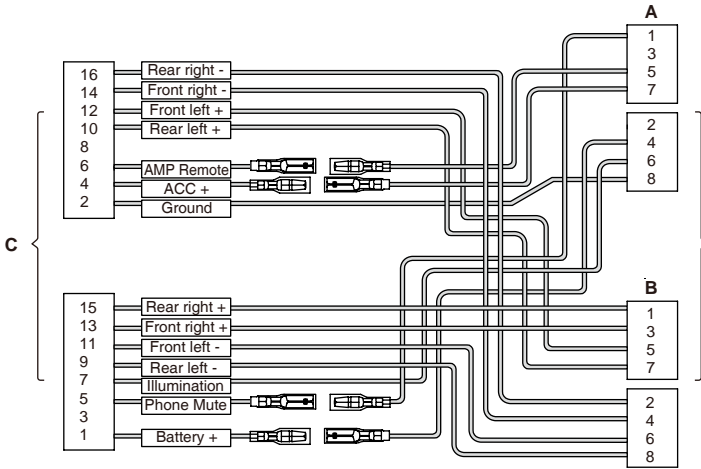 A
1
3
5
7
2
4
6
8
16 Rear right -
14 Front right -
12 Front left +
10 Rear left +
8
6 AMP Remote
4 ACC +
2 Ground
C
15 Rear right +
13 Front right +
11 Front left -
9 Rear left -
7 Illumination
5 Phone Mute
3
1 Battery +
B
1
3
5
7
2
4
6
8